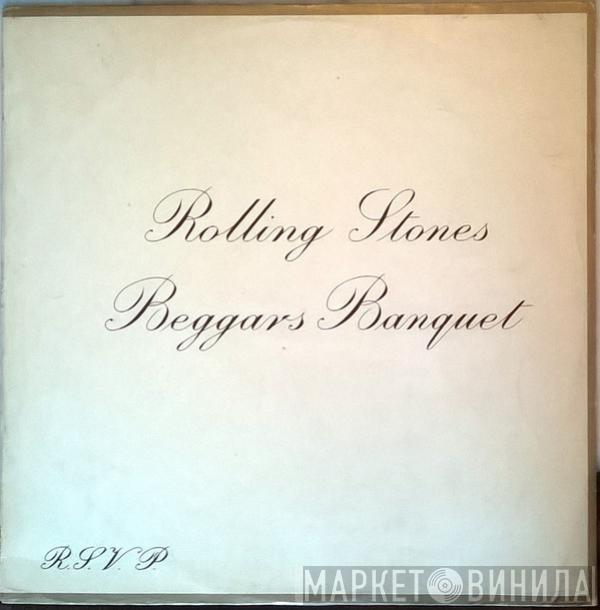 Rolling Stones
Beggars Banquet
R.S.V.P.
МАРКЕТ ВИНИЛА